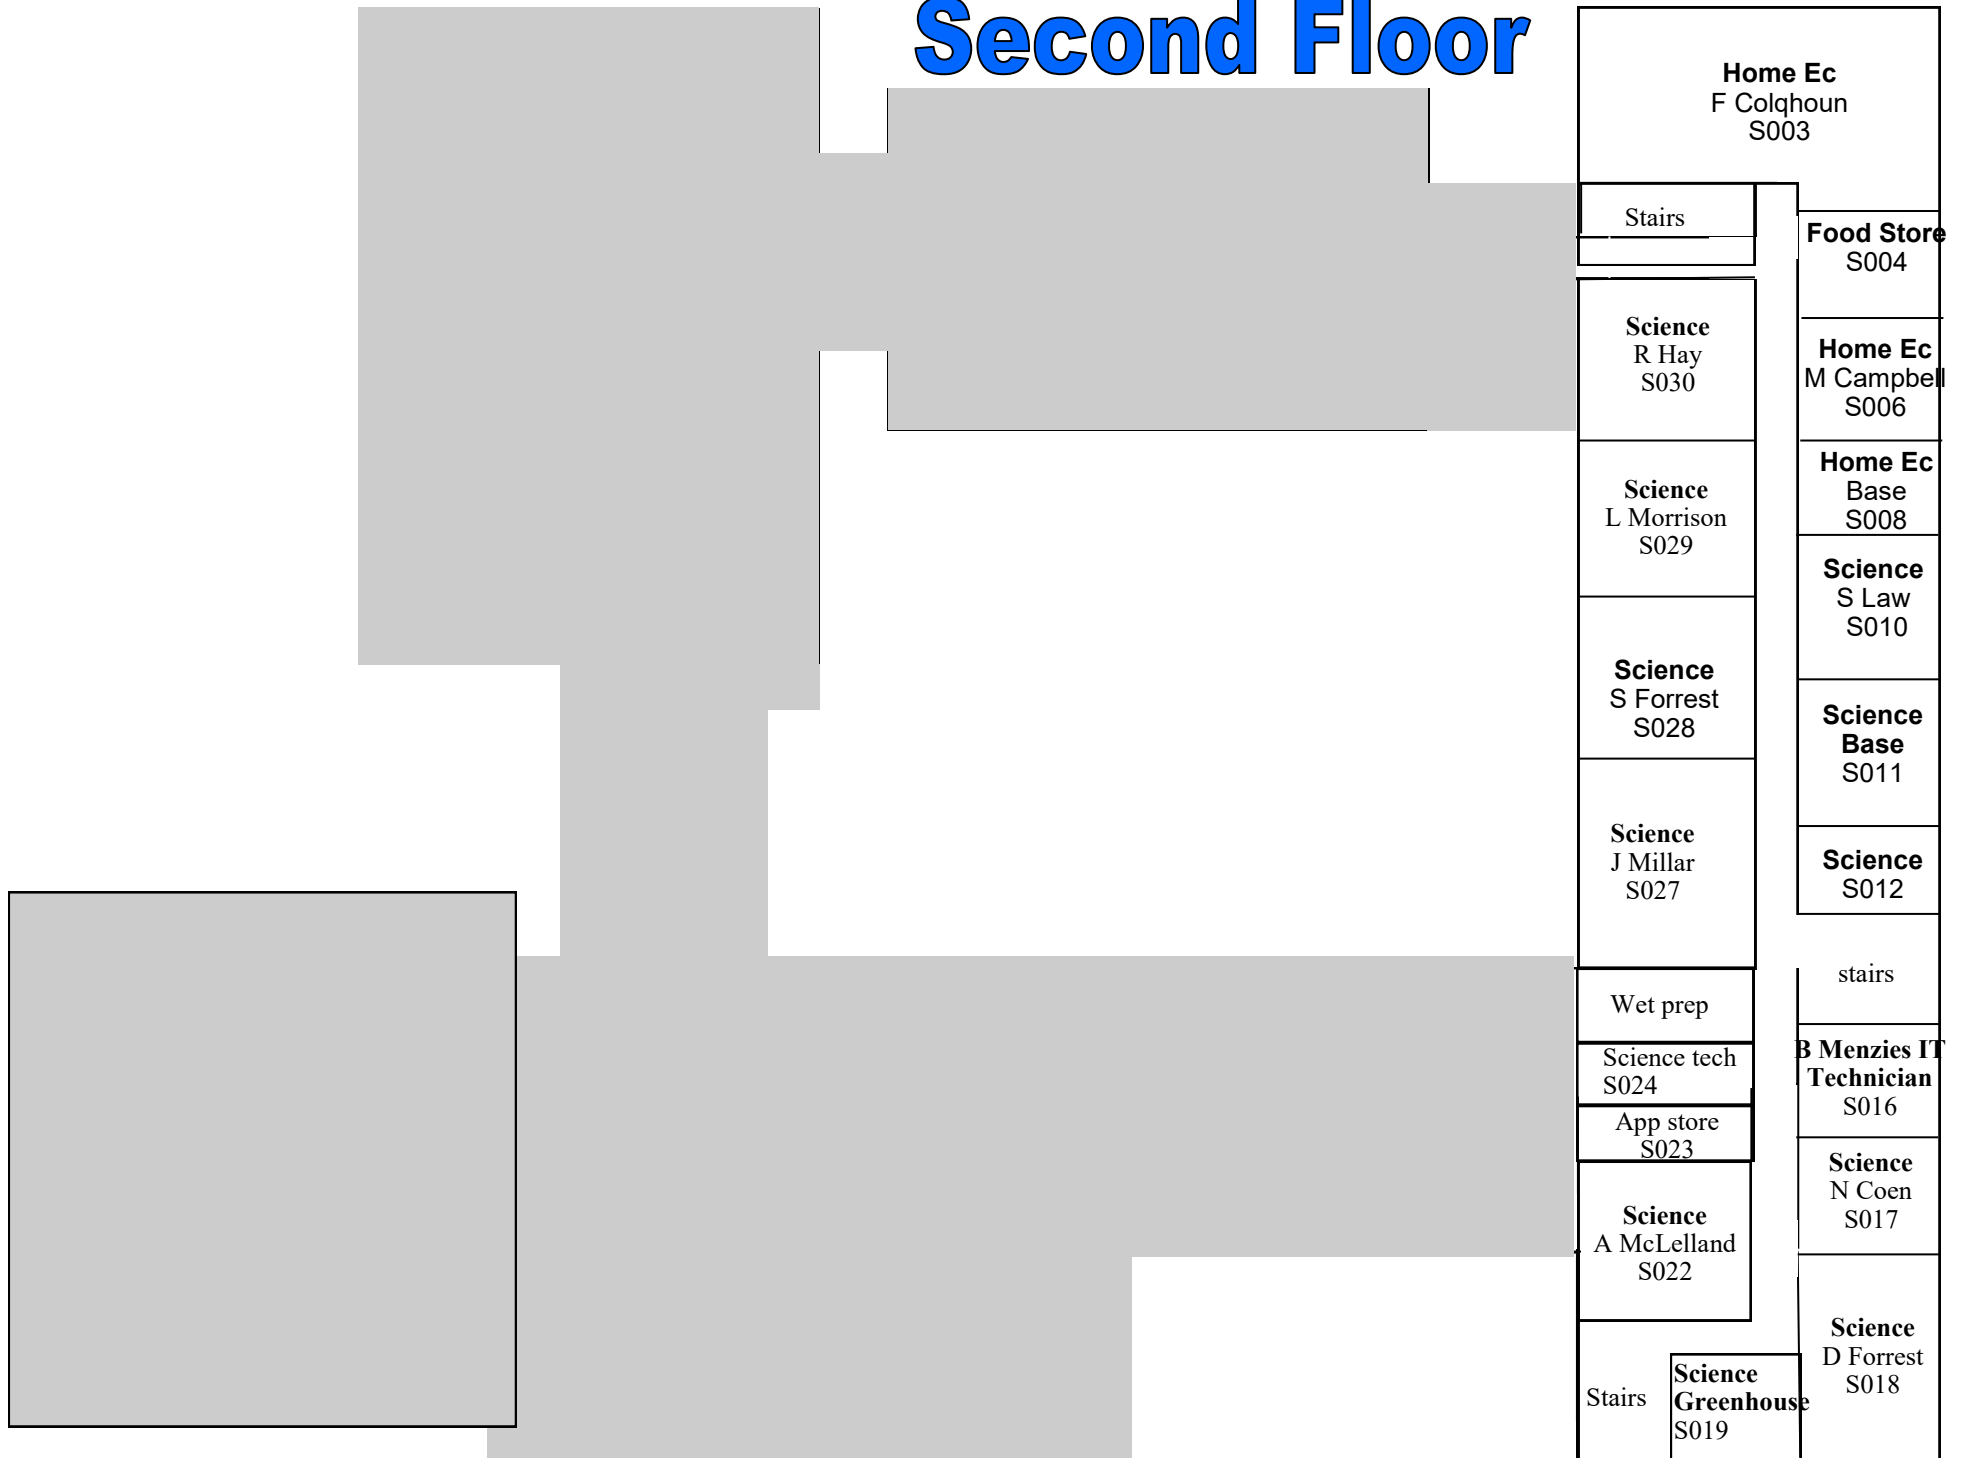 Second Floor
Home Ec
F Colqhoun
S003
Stairs
Food Store
S004
Science
R Hay
S030
Home Ec
M Campbell
S006
Science
L Morrison
S029
Home Ec
Base
S008
Science
S Law
S010
Science
S Forrest
S028
Science
Base
S011
Science
J Millar
S027
Science
S012
stairs
Wet prep
Science tech
S024
B Menzies IT
Technician
S016
App store
S023
Science
N Coen
S017
Science
A McLelland
S022
Science
D Forrest
S018
Stairs
Science
Greenhouse
S019